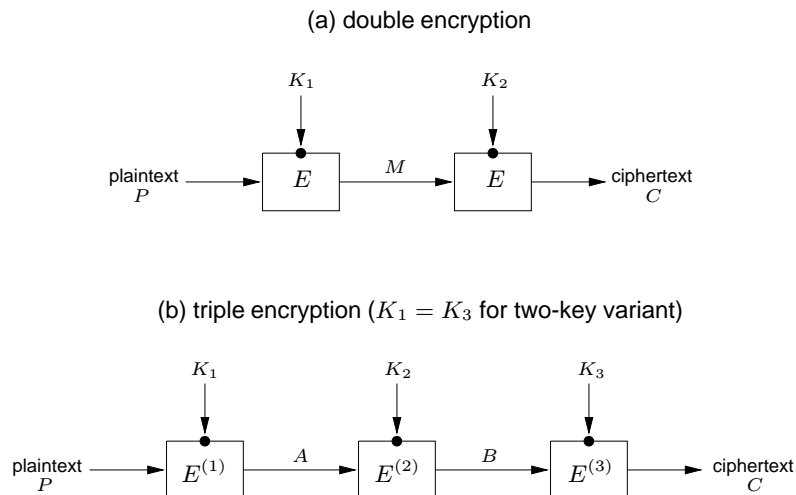 (a) double encryption
K₁ K₂
plaintext
P
E
M
E
ciphertext
C
(b) triple encryption (K₁ = K₃ for two-key variant)
K₁ K₂ K₃
plaintext
P
E⁽¹⁾
A
E⁽²⁾
B
E⁽³⁾
ciphertext
C